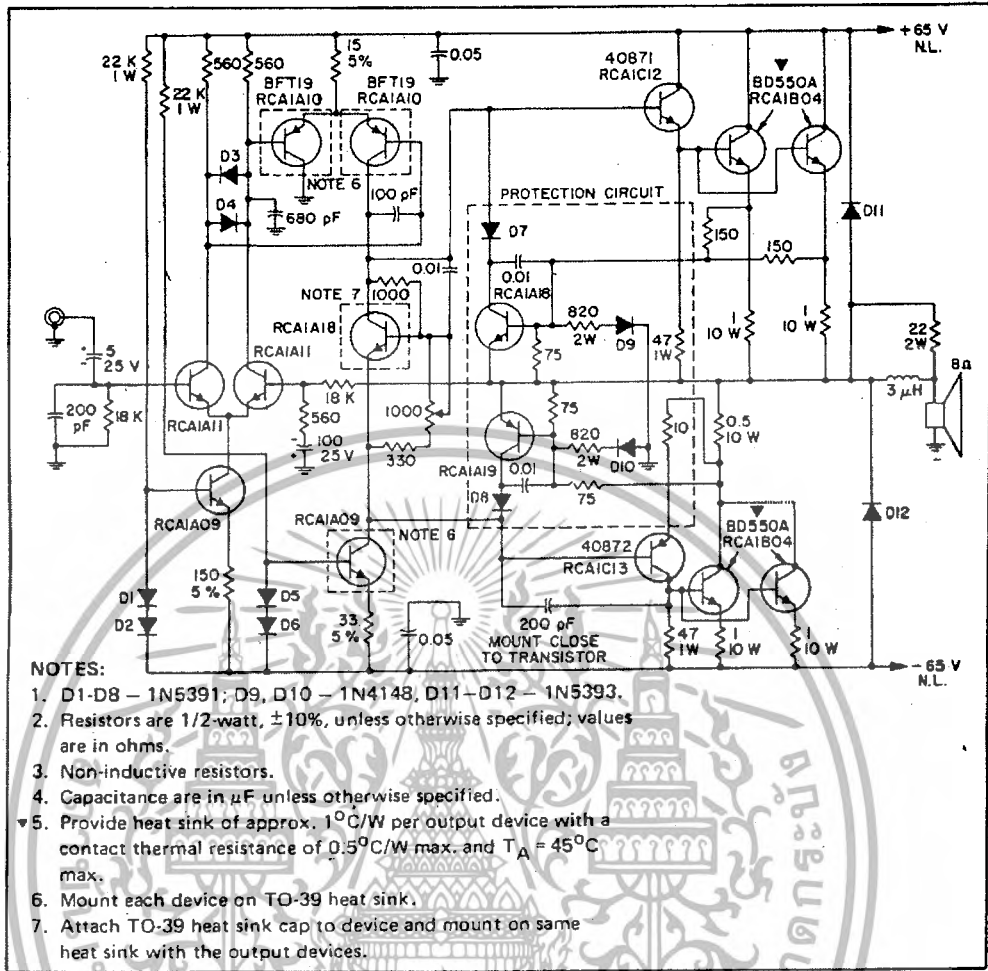 +65 V
N.L.
22 K
1 W
22 K
1 W
560
560
15
5%
0.05
BFT19
RCA1A10
BFT19
RCA1A10
NOTE 6
40871
RCA1C12
▼
BD550A
RCA1B04
D3
D4
680 pF
100 pF
PROTECTION CIRCUIT
D7
0.01
RCA1A18
150
150
D11
0.01
1000
NOTE 7
RCA1A18
820
2W
D9
75
47
1W
1
10 W
1
10 W
22
2W
8Ω
3 μH
5
25 V
200
pF
18 K
RCA1A11
RCA1A11
18 K
560
100
25 V
1000
330
75
820
2W
D10
10
0.5
10 W
RCA1A19
0.01
D8
75
RCA1A09
RCA1A09
NOTE 6
40872
RCA1C13
▼
BD550A
RCA1B04
D12
150
5%
D1
D2
D5
D6
33
5%
0.05
200 pF
MOUNT CLOSE
TO TRANSISTOR
47
1W
1
10 W
1
10 W
-65 V
N.L.
NOTES:
1. D1-D8 – 1N5391; D9, D10 – 1N4148, D11–D12 – 1N5393.
2. Resistors are 1/2-watt, ±10%, unless otherwise specified; values
are in ohms.
3. Non-inductive resistors.
4. Capacitance are in μF unless otherwise specified.
▼5. Provide heat sink of approx. 1°C/W per output device with a
contact thermal resistance of 0.5°C/W max. and TA = 45°C
max.
6. Mount each device on TO-39 heat sink.
7. Attach TO-39 heat sink cap to device and mount on same
heat sink with the output devices.